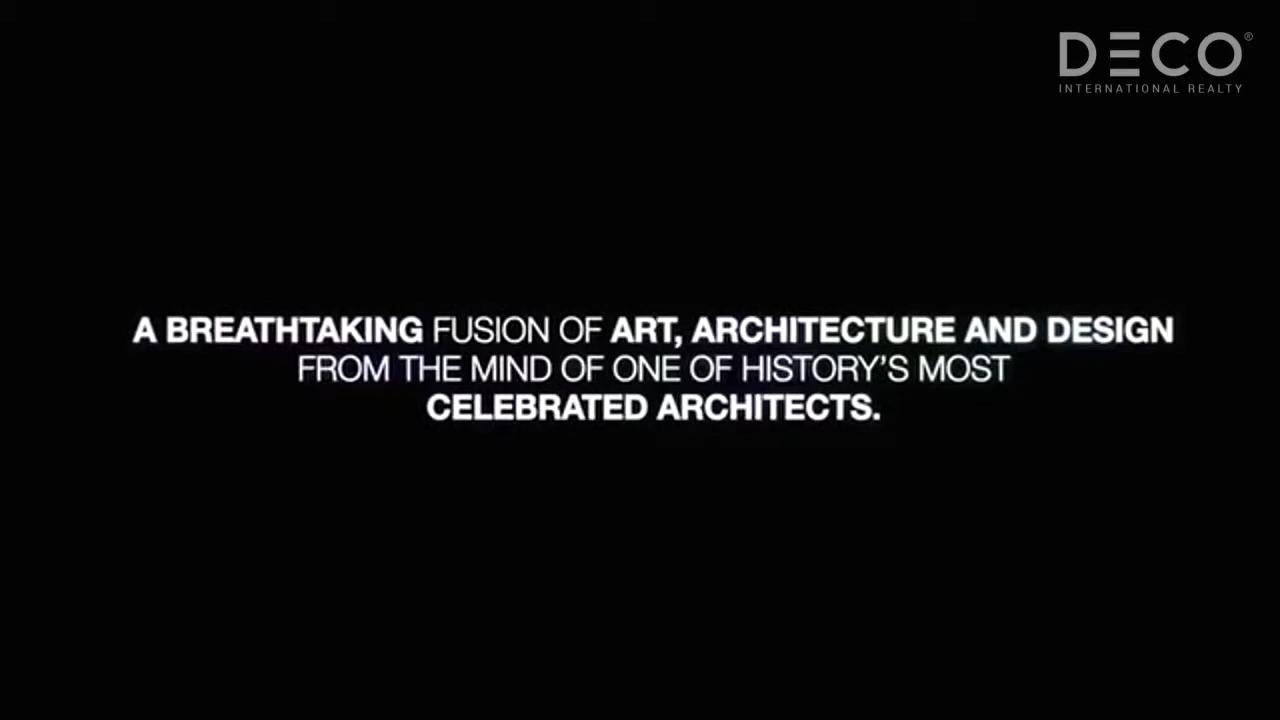 DECO®
INTERNATIONAL REALTY
A BREATHTAKING FUSION OF ART, ARCHITECTURE AND DESIGN
FROM THE MIND OF ONE OF HISTORY’S MOST
CELEBRATED ARCHITECTS.